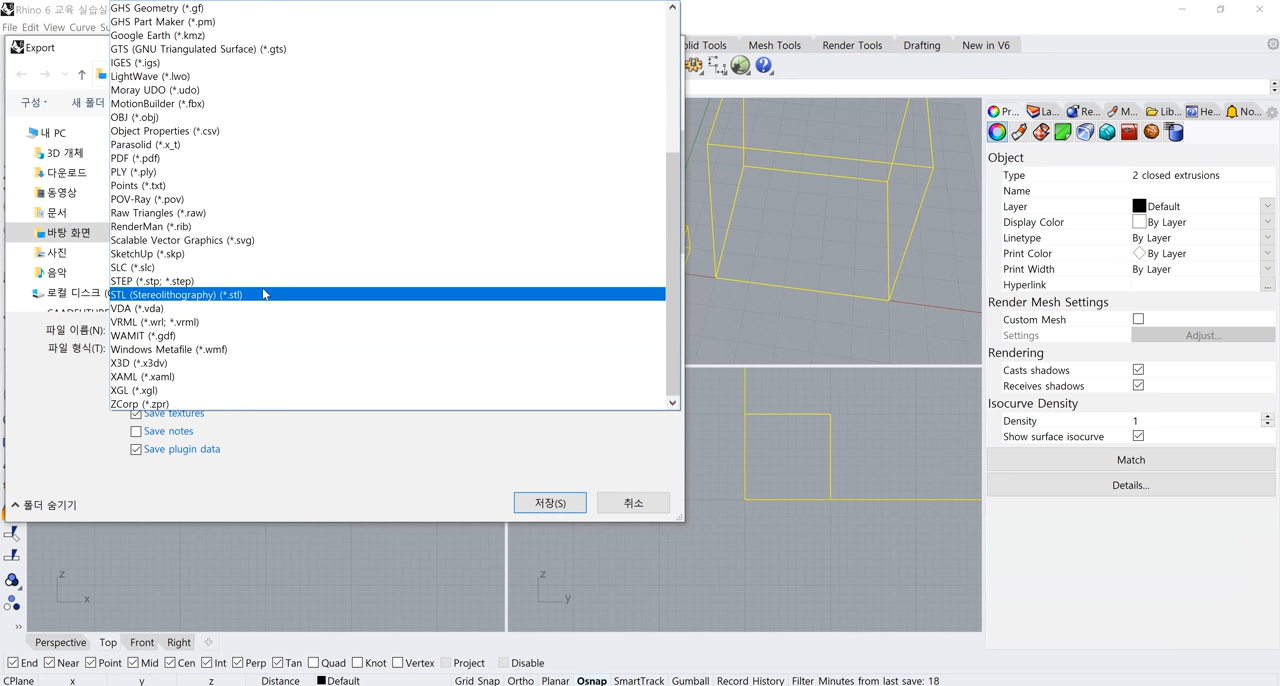 Rhino 6 교육 실습실
File Edit View Curve Su
Export
구성
새 폴더
내 PC
3D 개체
다운로드
동영상
문서
바탕 화면
사진
음악
로컬 디스크 (
파일 이름(N):
파일 형식(T):
GHS Geometry (*.gf)
GHS Part Maker (*.pm)
Google Earth (*.kmz)
GTS (GNU Triangulated Surface) (*.gts)
IGES (*.igs)
LightWave (*.lwo)
Moray UDO (*.udo)
MotionBuilder (*.fbx)
OBJ (*.obj)
Object Properties (*.csv)
Parasolid (*.x_t)
PDF (*.pdf)
PLY (*.ply)
Points (*.txt)
POV-Ray (*.pov)
Raw Triangles (*.raw)
RenderMan (*.rib)
Scalable Vector Graphics (*.svg)
SketchUp (*.skp)
SLC (*.slc)
STEP (*.stp; *.step)
STL (Stereolithography) (*.stl)
VDA (*.vda)
VRML (*.wrl; *.vrml)
WAMIT (*.gdf)
Windows Metafile (*.wmf)
X3D (*.x3dv)
XAML (*.xaml)
XGL (*.xgl)
ZCorp (*.zpr)
Save textures
Save notes
Save plugin data
폴더 숨기기
저장(S)
취소
olid Tools Mesh Tools Render Tools Drafting New in V6
Pr... La... Re... M... Lib... He... No...
Object
Type 2 closed extrusions
Name
Layer Default
Display Color By Layer
Linetype By Layer
Print Color By Layer
Print Width By Layer
Hyperlink ...
Render Mesh Settings
Custom Mesh
Settings Adjust...
Rendering
Casts shadows
Receives shadows
Isocurve Density
Density 1
Show surface isocurve
Match
Details...
z
x
z
y
Perspective Top Front Right
End Near Point Mid Cen Int Perp Tan Quad Knot Vertex Project Disable
CPlane x y z Distance Default Grid Snap Ortho Planar Osnap SmartTrack Gumball Record History Filter Minutes from last save: 18